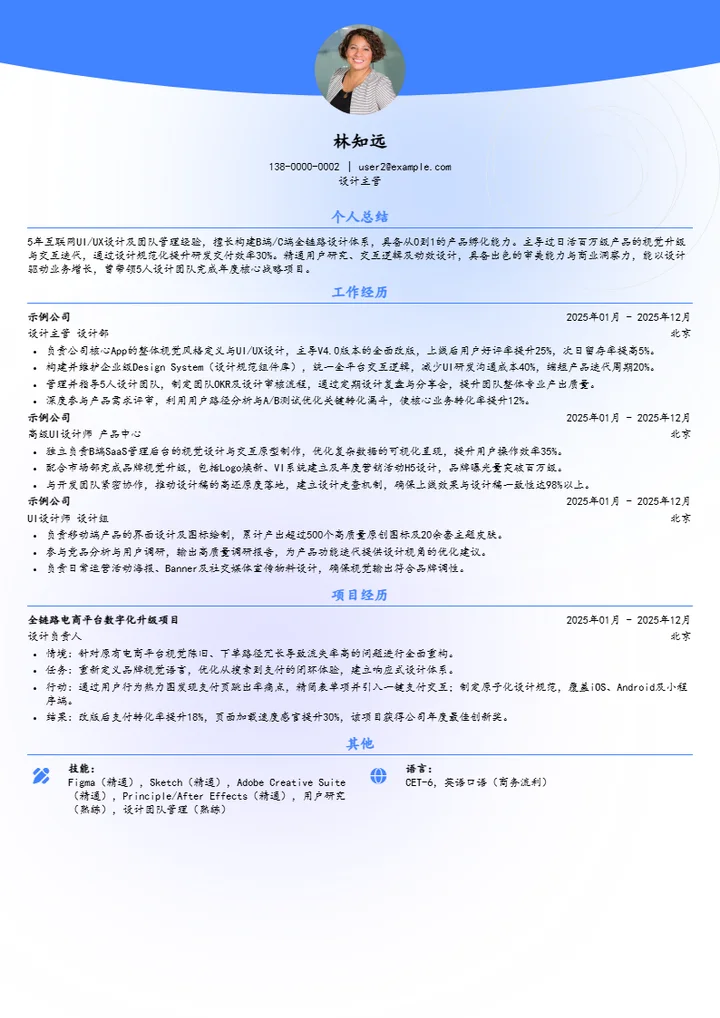 林知远
138-0000-0002 | user2@example.com
设计主管
个人总结
5年互联网UI/UX设计及团队管理经验，擅长构建B端/C端全链路设计体系，具备从0到1的产品孵化能力。主导过日活百万级产品的视觉升级
与交互迭代，通过设计规范化提升研发交付效率30%。精通用户研究、交互逻辑及动效设计，具备出色的审美能力与商业洞察力，能以设计
驱动业务增长，曾带领5人设计团队完成年度核心战略项目。
工作经历
示例公司 2025年01月 - 2025年12月
设计主管 设计部 北京
• 负责公司核心App的整体视觉风格定义与UI/UX设计，主导V4.0版本的全面改版，上线后用户好评率提升25%，次日留存率提高5%。
• 构建并维护企业级Design System（设计规范组件库），统一全平台交互逻辑，减少UI研发沟通成本40%，缩短产品迭代周期20%。
• 管理并指导5人设计团队，制定团队OKR及设计审核流程，通过定期设计复盘与分享会，提升团队整体专业产出质量。
• 深度参与产品需求评审，利用用户路径分析与A/B测试优化关键转化漏斗，使核心业务转化率提升12%。
示例公司 2025年01月 - 2025年12月
高级UI设计师 产品中心 北京
• 独立负责B端SaaS管理后台的视觉设计与交互原型制作，优化复杂数据的可视化呈现，提升用户操作效率35%。
• 配合市场部完成品牌视觉升级，包括Logo焕新、VI系统建立及年度营销活动H5设计，品牌曝光量突破百万级。
• 与开发团队紧密协作，推动设计稿的高还原度落地，建立设计走查机制，确保上线效果与设计稿一致性达98%以上。
示例公司 2025年01月 - 2025年12月
UI设计师 设计组 北京
• 负责移动端产品的界面设计及图标绘制，累计产出超过500个高质量原创图标及20余套主题皮肤。
• 参与竞品分析与用户调研，输出高质量调研报告，为产品功能迭代提供设计视角的优化建议。
• 负责日常运营活动海报、Banner及社交媒体宣传物料设计，确保视觉输出符合品牌调性。
项目经历
全链路电商平台数字化升级项目 2025年01月 - 2025年12月
设计负责人 北京
• 情境：针对原有电商平台视觉陈旧、下单路径冗长导致流失率高的问题进行全面重构。
• 任务：重新定义品牌视觉语言，优化从搜索到支付的闭环体验，建立响应式设计体系。
• 行动：通过用户行为热力图发现支付页跳出率痛点，精简表单项并引入一键支付交互；制定原子化设计规范，覆盖iOS、Android及小程
序端。
• 结果：改版后支付转化率提升18%，页面加载速度感官提升30%，该项目获得公司年度最佳创新奖。
其他
技能：
Figma（精通），Sketch（精通），Adobe Creative Suite
（精通），Principle/After Effects（精通），用户研究
（熟练），设计团队管理（熟练）
语言：
CET-6，英语口语（商务流利）